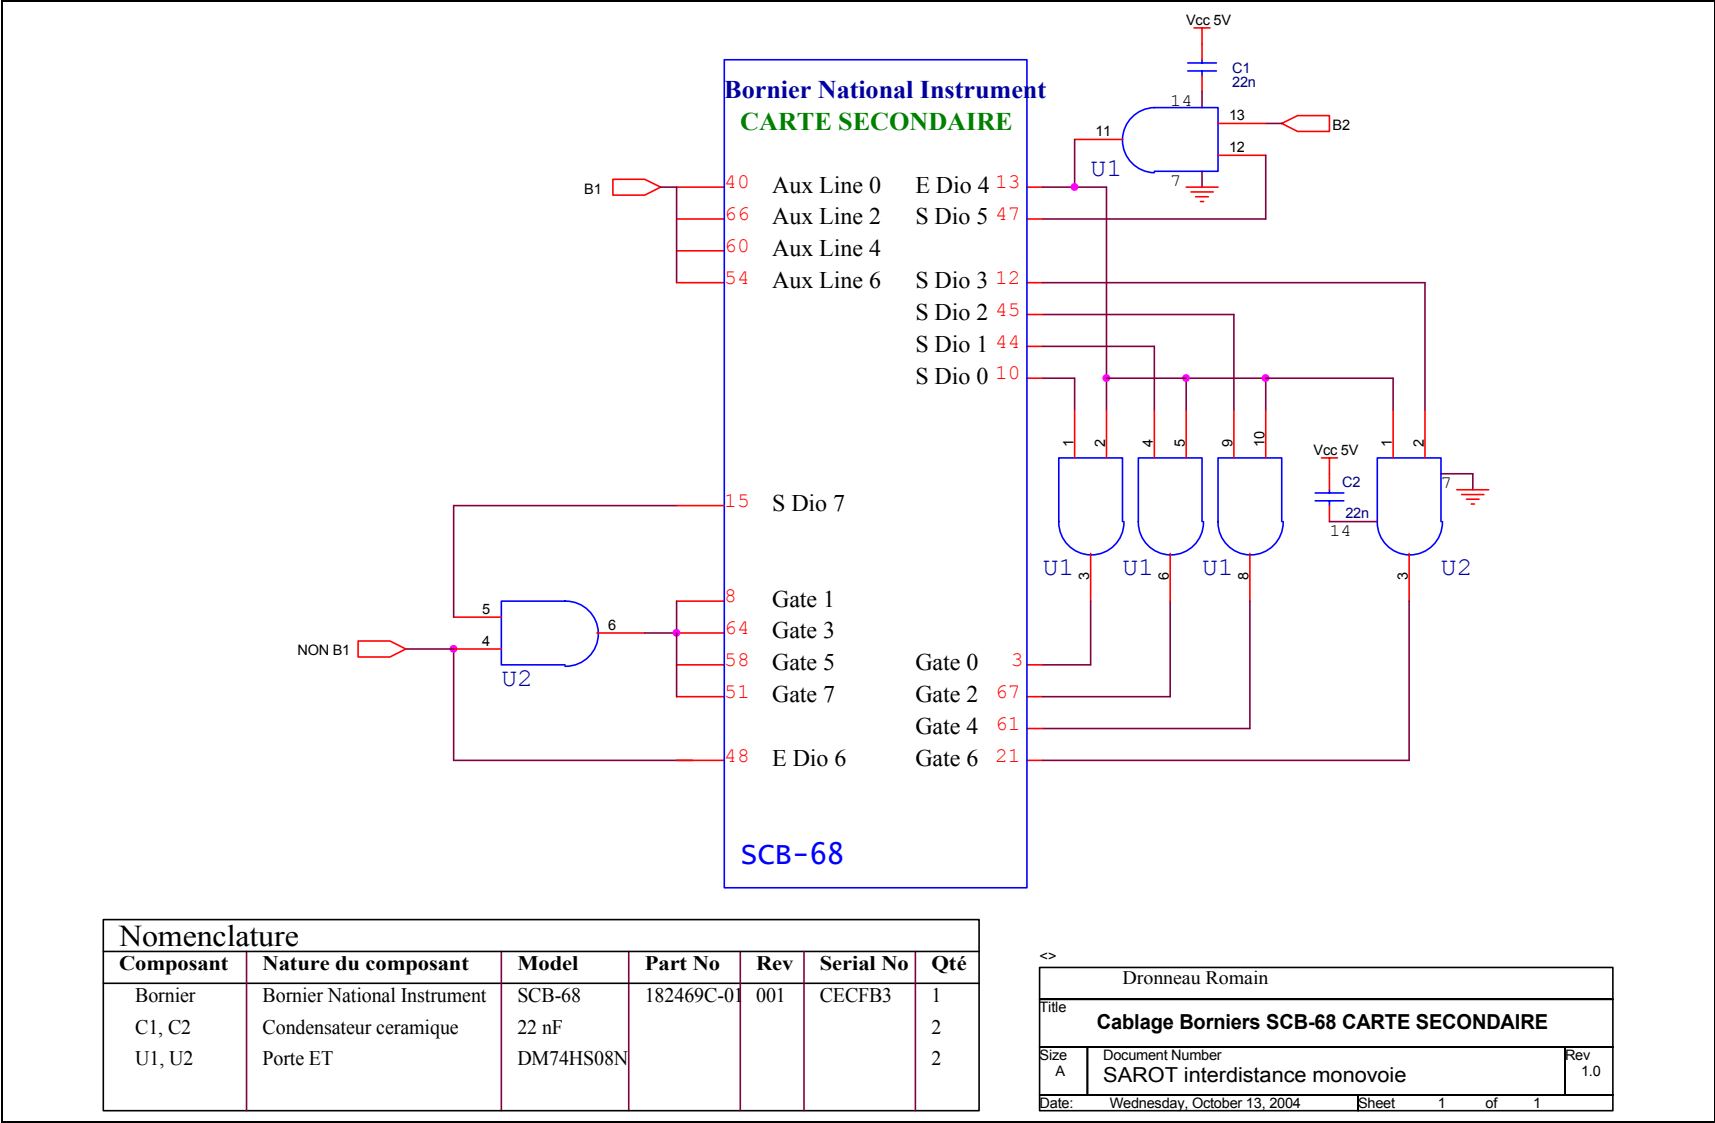 Vcc 5V
C1
22n
14
13
B2
11
12
U1
7
Bornier National Instrument
CARTE SECONDAIRE
B1
40 Aux Line 0 E Dio 4 13
66 Aux Line 2 S Dio 5 47
60 Aux Line 4
54 Aux Line 6 S Dio 3 12
S Dio 2 45
S Dio 1 44
S Dio 0 10
1 2 4 5 9 10 1 2
Vcc 5V
C2
22n
14
7
15 S Dio 7
U1 3 U1 6 U1 8 3 U2
5
4
6
U2
NON B1
8 Gate 1
64 Gate 3
58 Gate 5 Gate 0 3
51 Gate 7 Gate 2 67
Gate 4 61
48 E Dio 6 Gate 6 21
SCB-68
Nomenclature
Composant Nature du composant Model Part No Rev Serial No Qté
Bornier Bornier National Instrument SCB-68 182469C-01 001 CECFB3 1
C1, C2 Condensateur ceramique 22 nF 2
U1, U2 Porte ET DM74HS08N 2
<>
Dronneau Romain
Title
Cablage Borniers SCB-68 CARTE SECONDAIRE
Size Document Number Rev
A SAROT interdistance monovoie 1.0
Date: Wednesday, October 13, 2004 Sheet 1 of 1